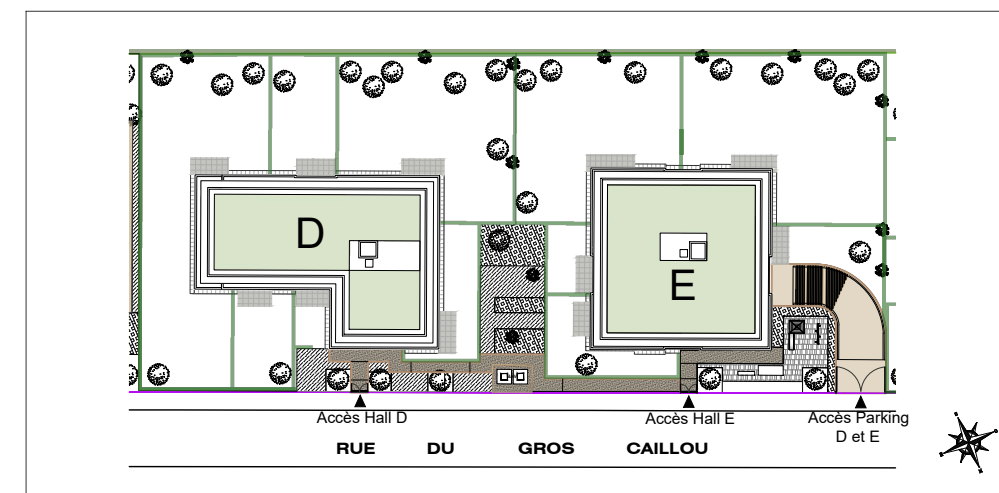 D
E
Accès Hall D
Accès Hall E
Accès Parking
D et E
RUE DU GROS CAILLOU